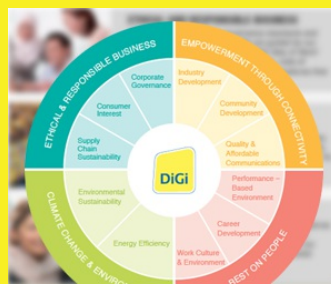 ETHICAL & RESPONSIBLE BUSINESS
EMPOWERMENT THROUGH CONNECTIVITY
Corporate
Governance
Consumer
Interest
Supply
Chain
Sustainability
Industry
Development
Community
Development
Quality &
Affordable
Communications
DiGi
Environmental
Sustainability
Energy Efficiency
Performance –
Based
Environment
Career
Development
Work Culture
& Environment
CLIMATE CHANGE &
BEST ON PEOPLE